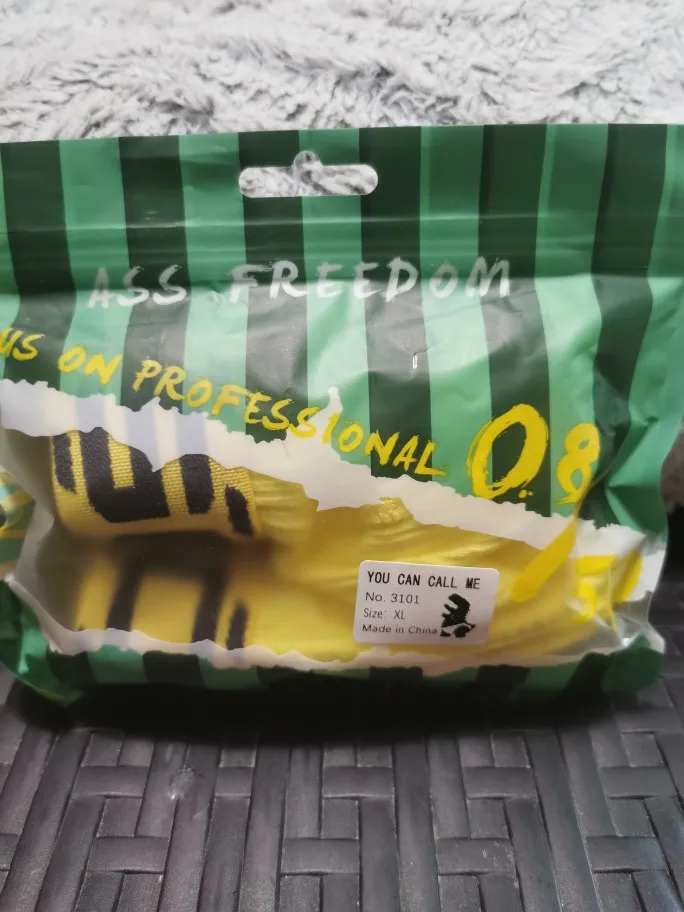 ASS FREEDOM
US ON PROFESSIONAL 0.8
YOU CAN CALL ME
No. 3101
Size: XL
Made in China